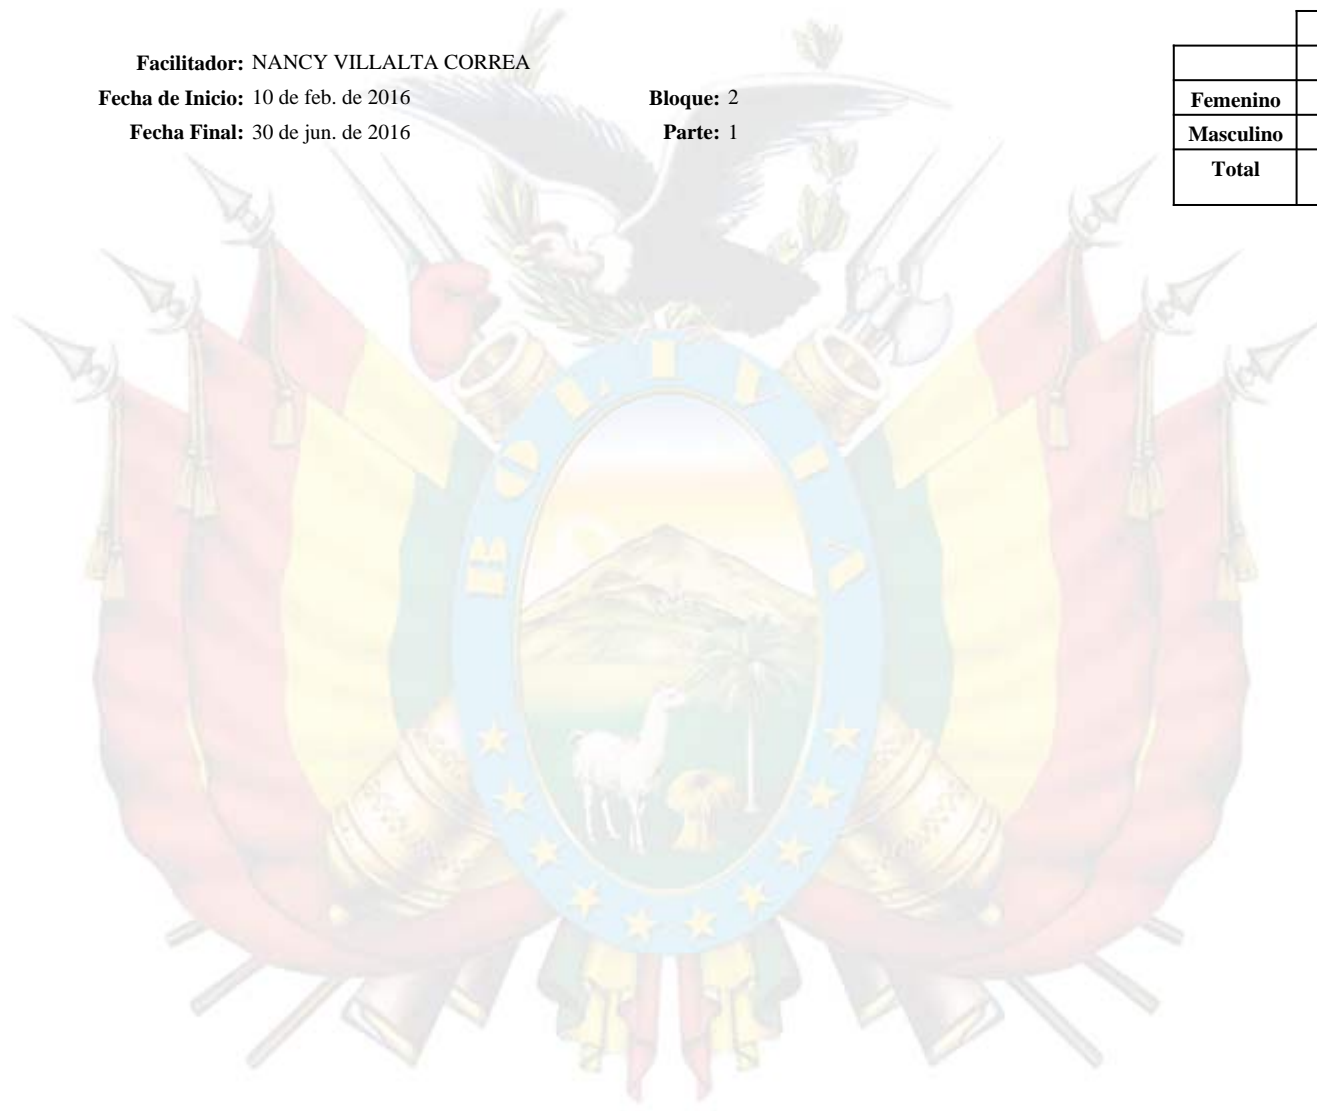 Facilitador: NANCY VILLALTA CORREA
Fecha de Inicio: 10 de feb. de 2016 Bloque: 2
Fecha Final: 30 de jun. de 2016 Parte: 1
Femenino
Masculino
Total
BOLIVIA